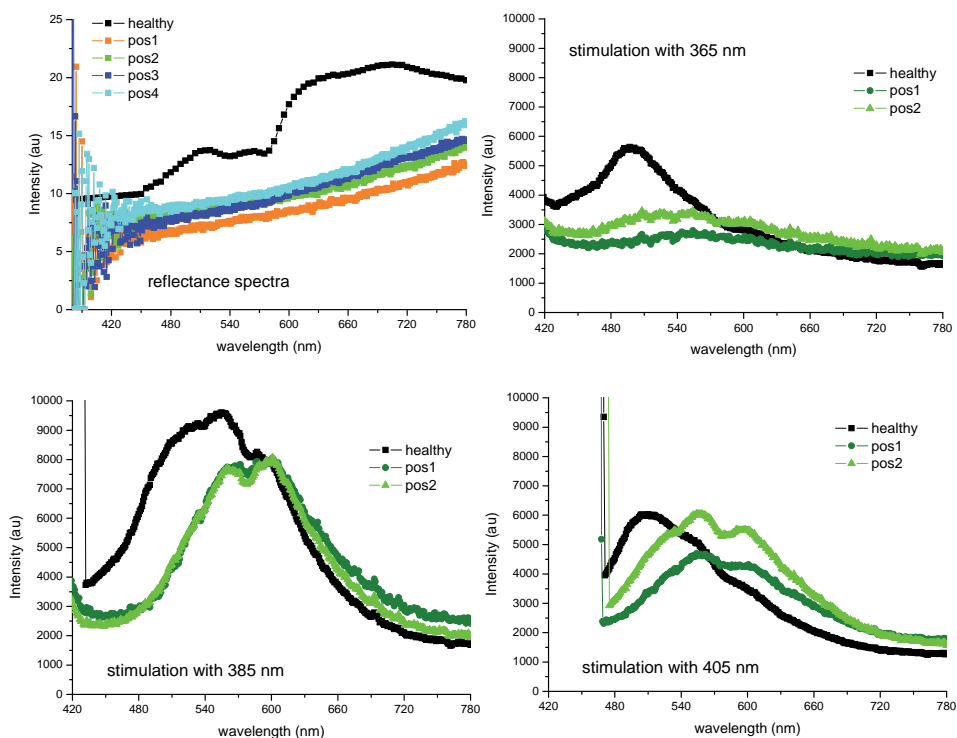 25
20
15
10
5
0
Intensity (au)
healthy
pos1
pos2
pos3
pos4
reflectance spectra
420 480 540 600 660 720 780
wavelength (nm)
10000
9000
8000
7000
6000
5000
4000
3000
2000
1000
0
Intensity (au)
stimulation with 365 nm
healthy
pos1
pos2
420 480 540 600 660 720 780
wavelength (nm)
10000
9000
8000
7000
6000
5000
4000
3000
2000
1000
0
Intensity (au)
healthy
pos1
pos2
stimulation with 385 nm
420 480 540 600 660 720 780
wavelength (nm)
10000
9000
8000
7000
6000
5000
4000
3000
2000
1000
0
Intensity (au)
healthy
pos1
pos2
stimulation with 405 nm
420 480 540 600 660 720 780
wavelength (nm)